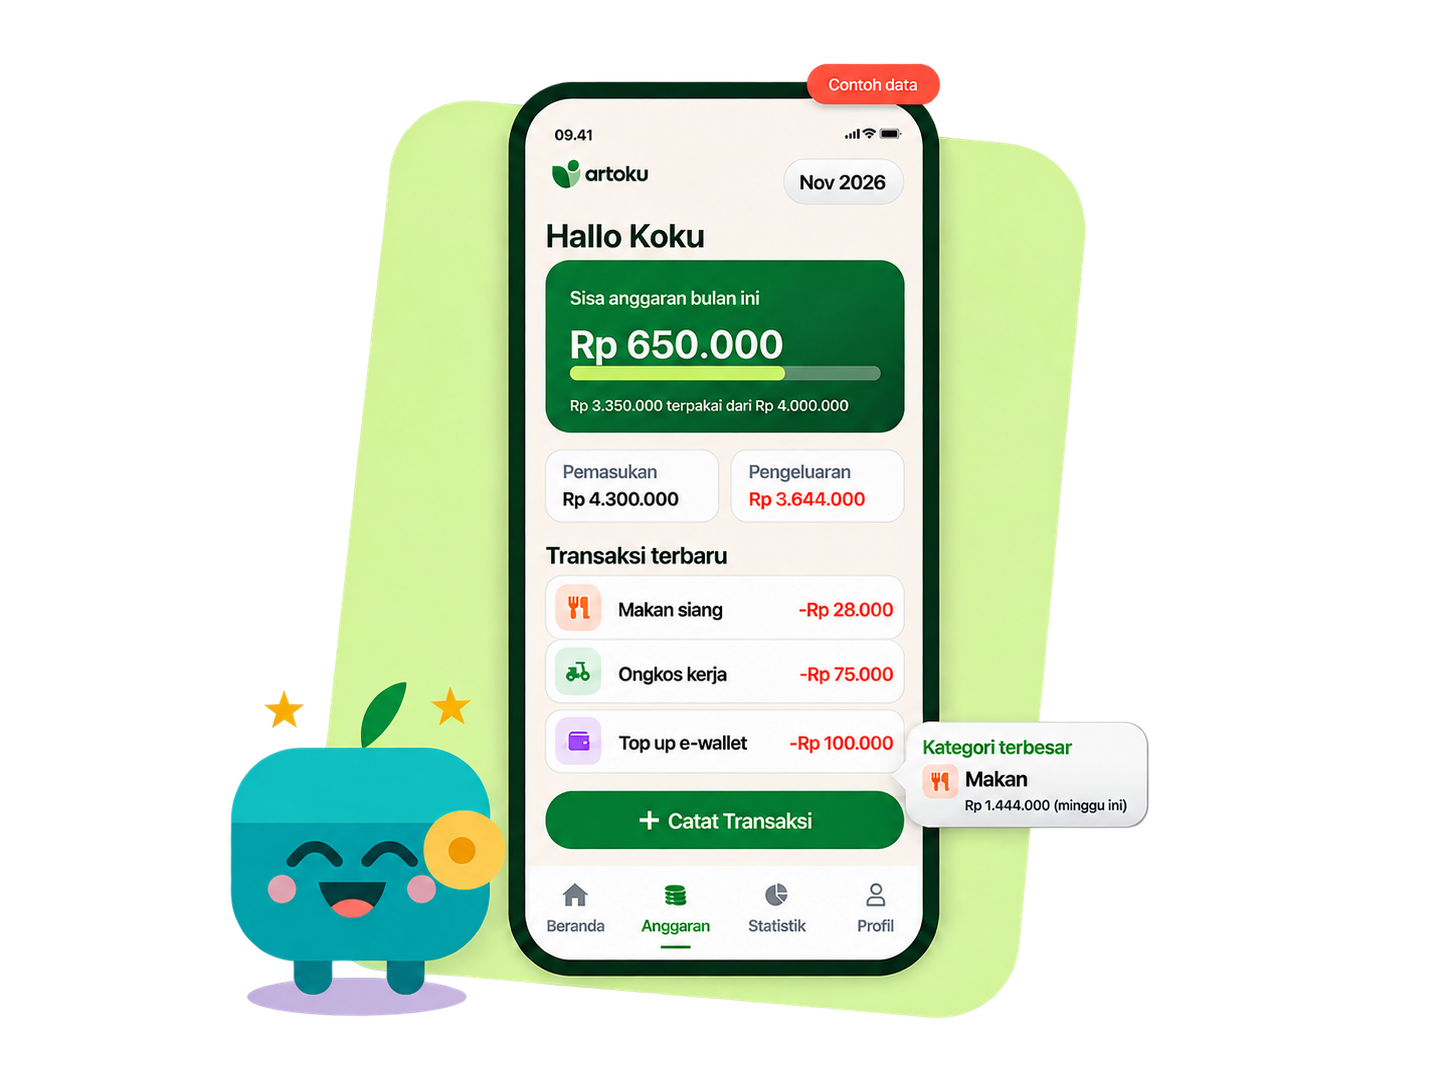 Contoh data
09.41
artoku
Nov 2026
Hallo Koku
Sisa anggaran bulan ini
Rp 650.000
Rp 3.350.000 terpakai dari Rp 4.000.000
Pemasukan
Rp 4.300.000
Pengeluaran
Rp 3.644.000
Transaksi terbaru
Makan siang -Rp 28.000
Ongkos kerja -Rp 75.000
Top up e-wallet -Rp 100.000
Kategori terbesar
Makan
Rp 1.444.000 (minggu ini)
+ Catat Transaksi
Beranda Anggaran Statistik Profil